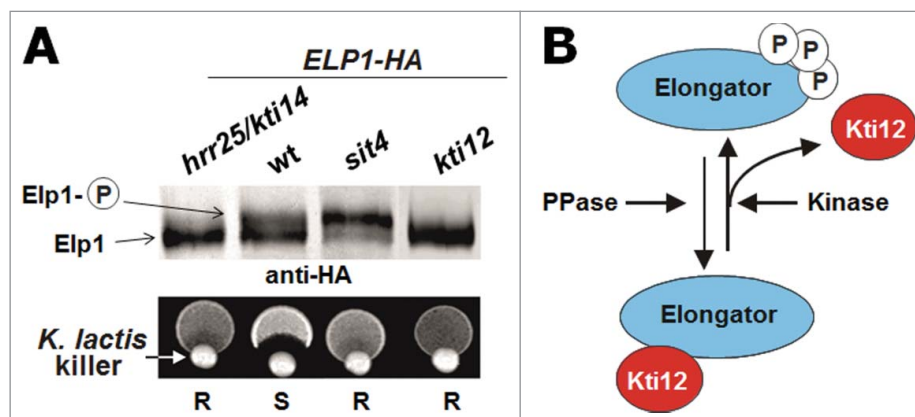 A
ELP1-HA
hrr25/kti14
wt
sit4
kti12
Elp1- P
Elp1
anti-HA
K. lactis
killer
R S R R
B
P
P
P
Elongator
Kti12
PPase
Kinase
Elongator
Kti12